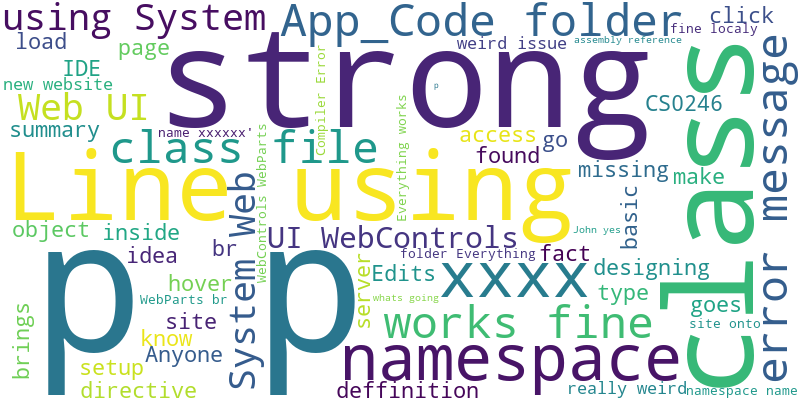 using System
App_Code folder
click
load
page
weird issue
assembly reference
fine localy
strong
class
message
IDE
new website
Web UI
Compiler Error
p
CS0246
summary
name xxxxxx'
access
go
class file
found
missing
Line using
System Web
WebControls WebParts
Everything works
make
basic
object
inside
br
UI WebControls
John yes
idea
folder Everything
fact
p
p
xxxx
error
hover
server
Edits
designing
WebParts br
whats going
type
goes
brings
site
works fine
site onto
know
Anyone
namespace
setup
directive
deffinition
really weird
namespace name